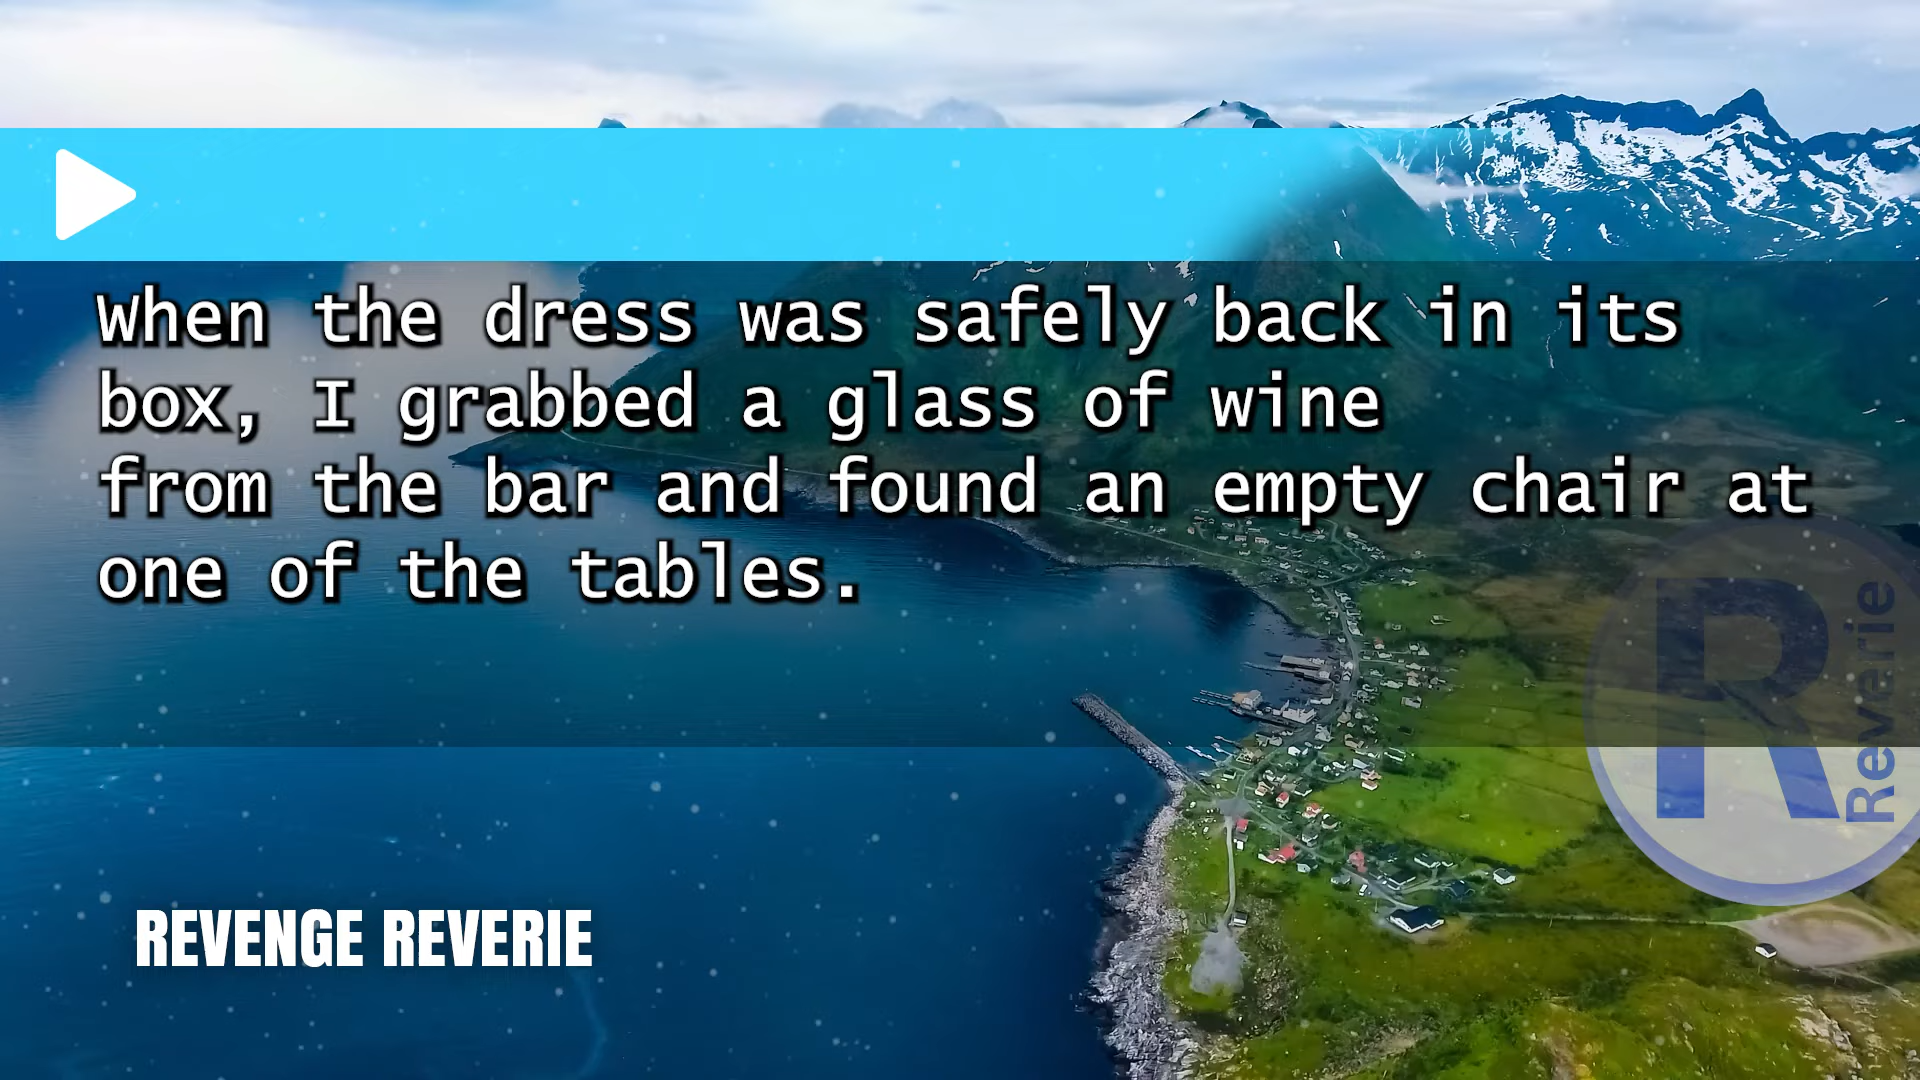 When the dress was safely back in its
box, I grabbed a glass of wine
from the bar and found an empty chair at
one of the tables.
R
Reverie
REVENGE REVERIE